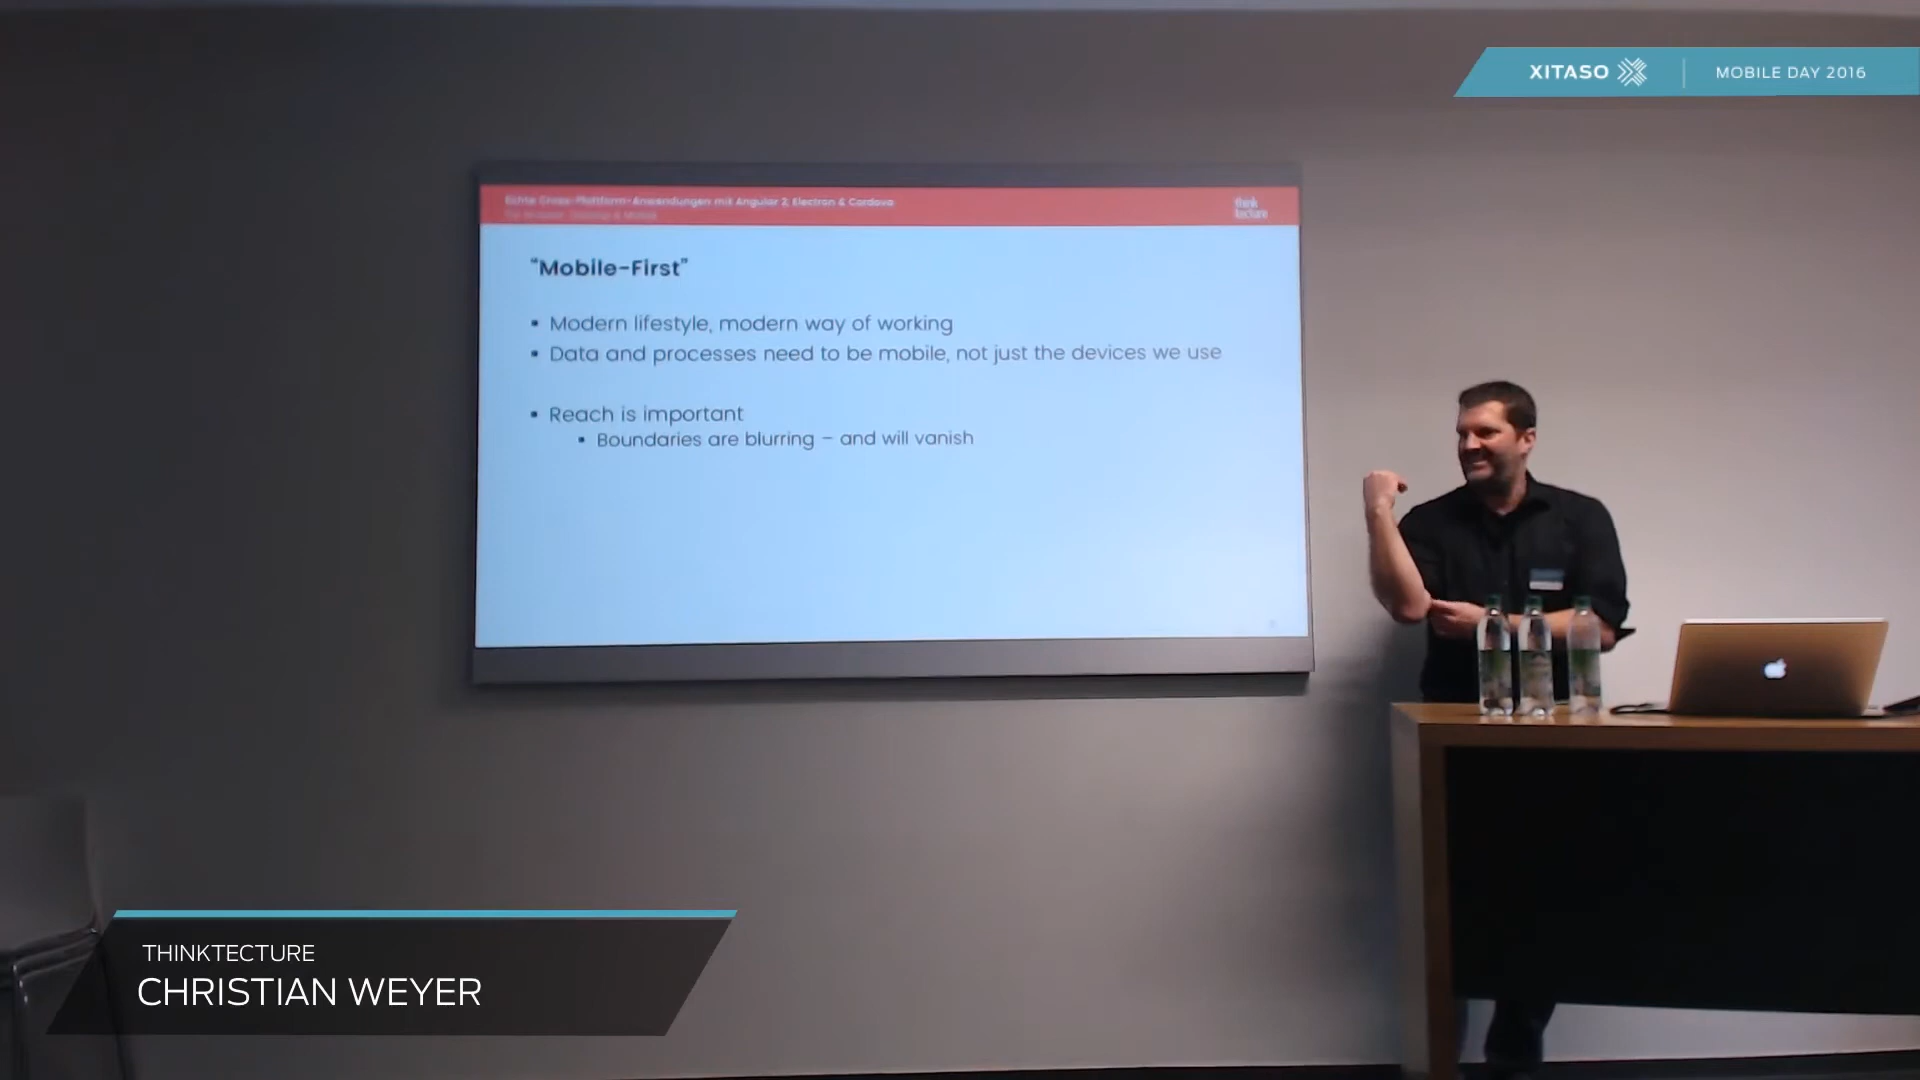 XITASO
MOBILE DAY 2016
Echte Cross-Plattform-Anwendungen mit Angular 2, Electron & Cordova
think
tecture
“Mobile-First”
▪ Modern lifestyle, modern way of working
▪ Data and processes need to be mobile, not just the devices we use
▪ Reach is important
▪ Boundaries are blurring – and will vanish
THINKTECTURE
CHRISTIAN WEYER